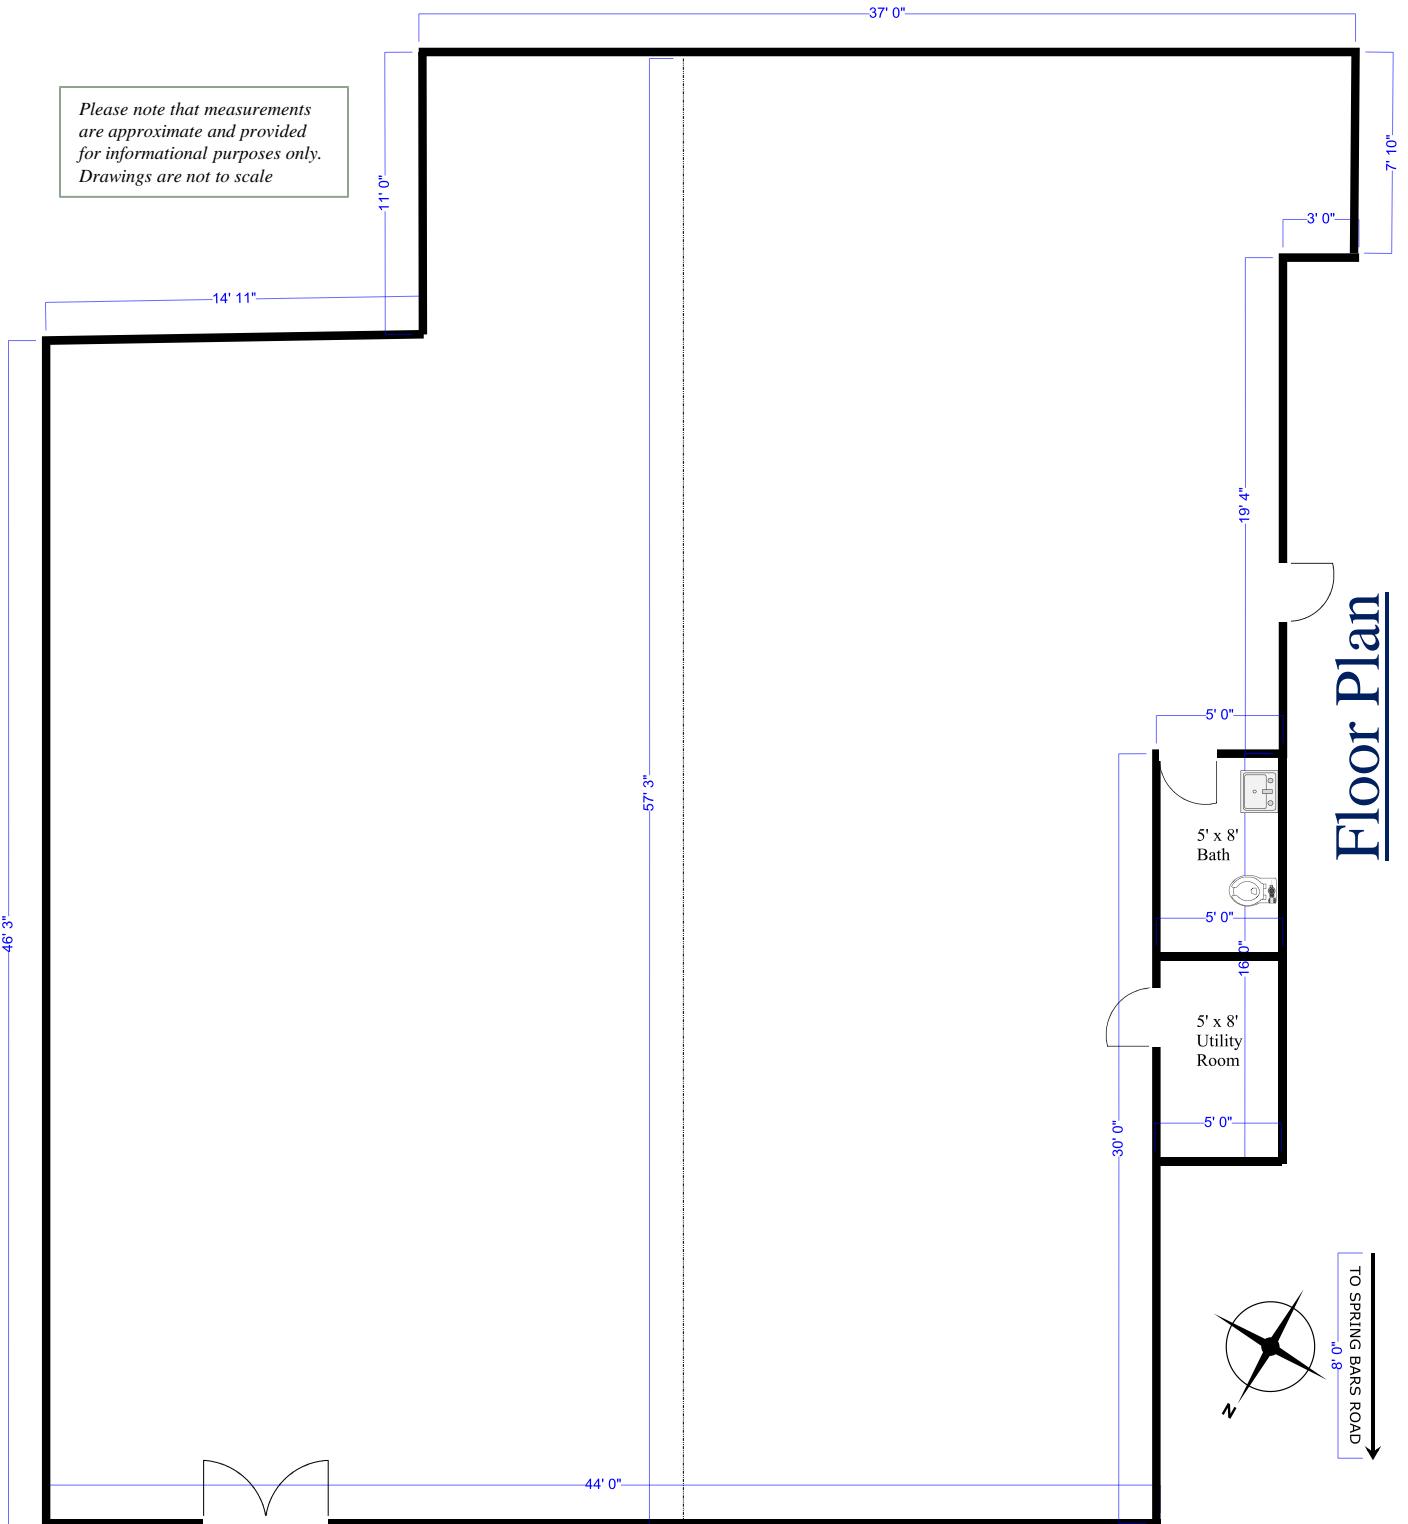 37' 0"
Please note that measurements
are approximate and provided
for informational purposes only.
Drawings are not to scale
11' 0"
7' 10"
3' 0"
14' 11"
19' 4"
Floor Plan
5' 0"
57' 3"
5' x 8'
Bath
5' 0"
46' 3"
16' 0"
5' x 8'
Utility
Room
5' 0"
30' 0"
TO SPRING BARS ROAD
8' 0"
N
44' 0"